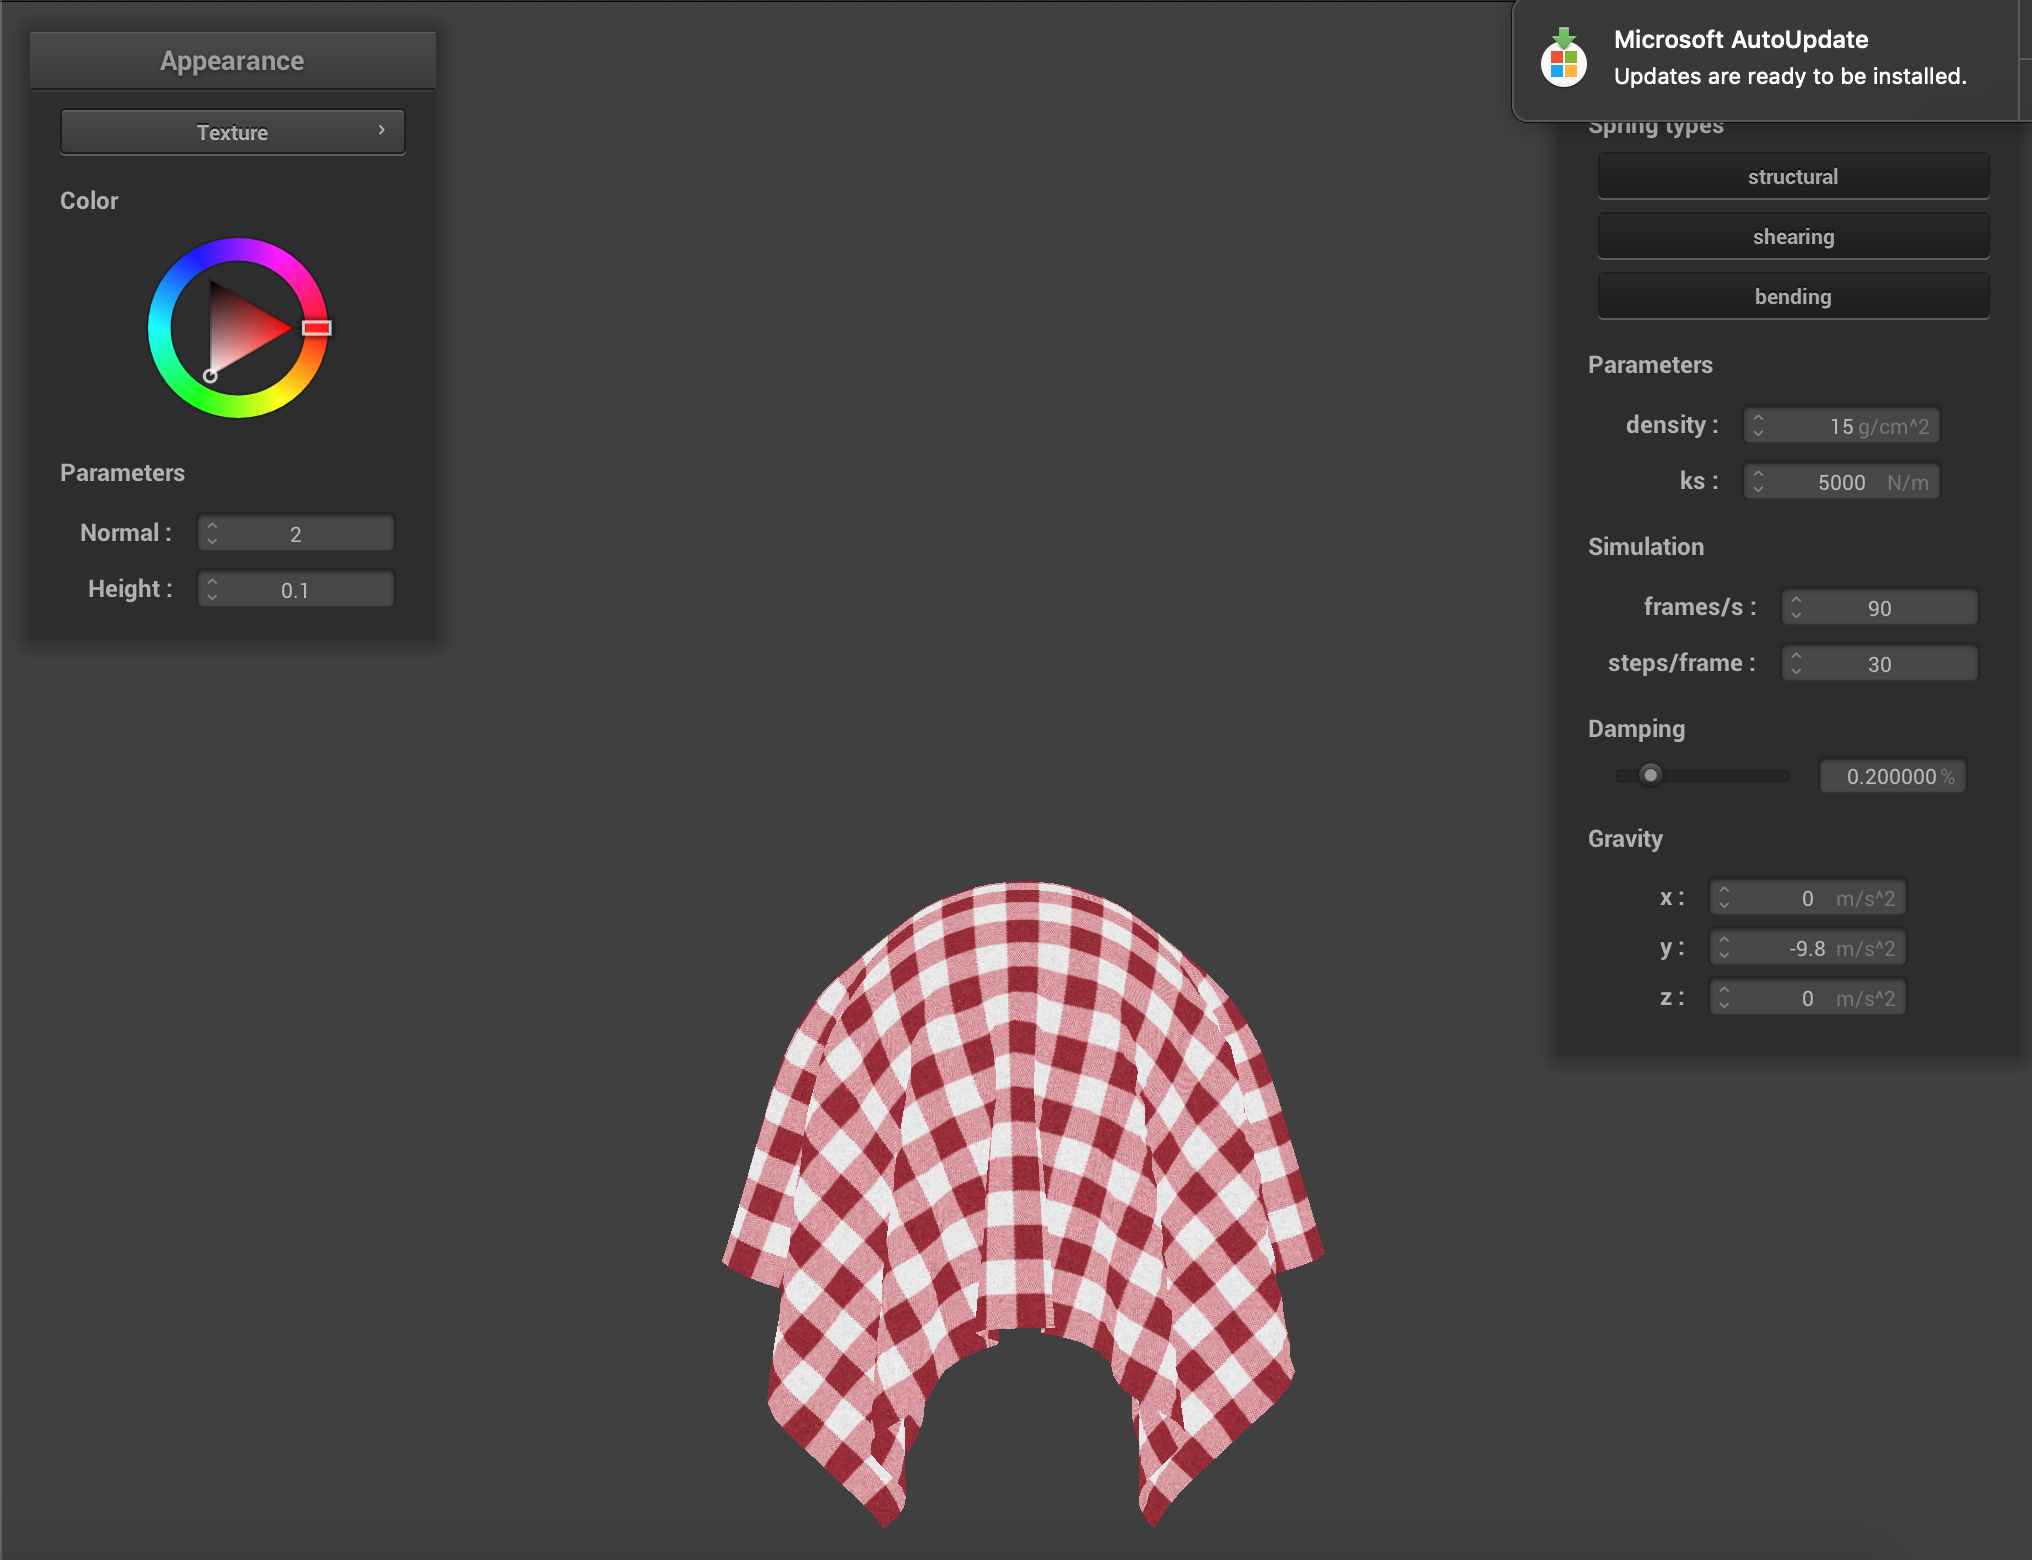 Appearance
Texture
Color
Parameters
Normal : 2
Height : 0.1
Microsoft AutoUpdate
Updates are ready to be installed.
Spring types
structural
shearing
bending
Parameters
density : 15 g/cm^2
ks : 5000 N/m
Simulation
frames/s : 90
steps/frame : 30
Damping
0.200000 %
Gravity
x : 0 m/s^2
y : -9.8 m/s^2
z : 0 m/s^2